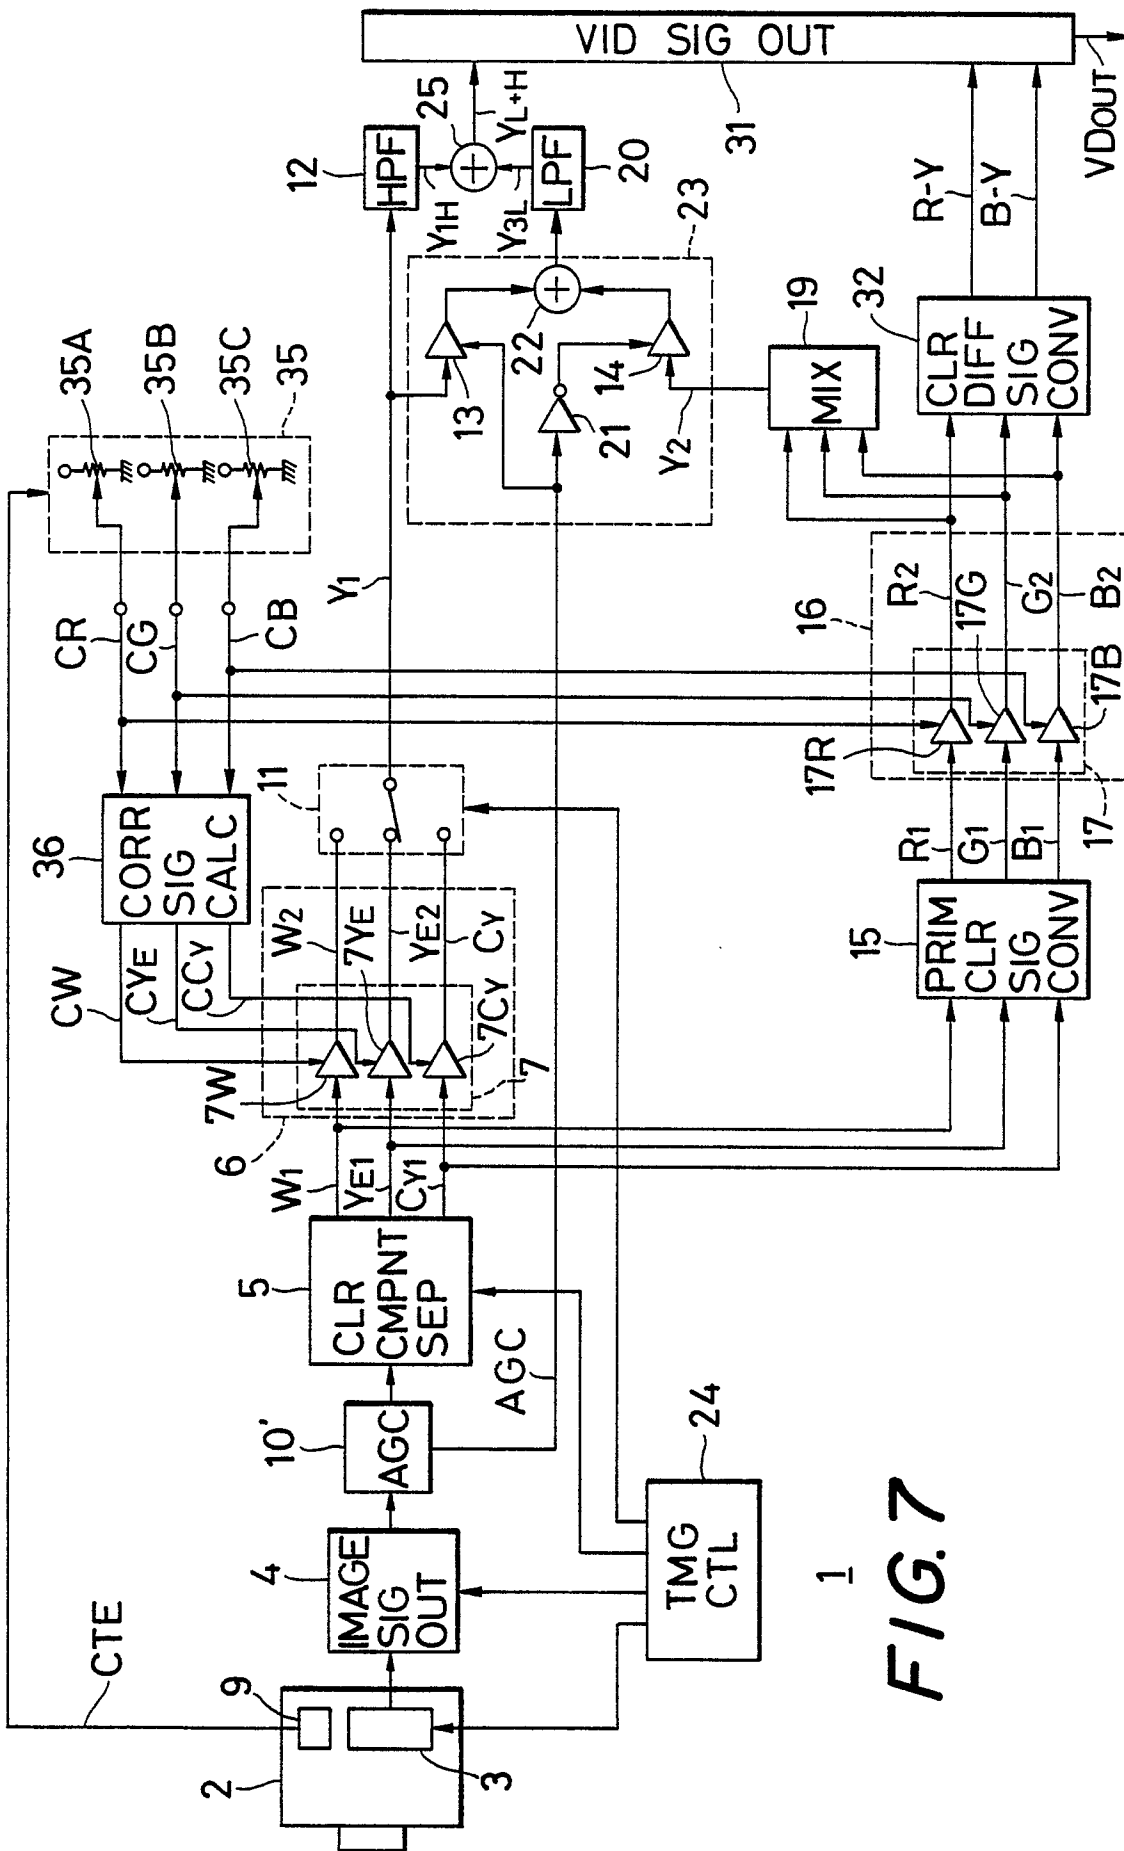 CTE
2
9
3
4
IMAGE
SIG
OUT
10'
AGC
AGC
5
CLR
CMPNT
SEP
TMG
CTL
24
W1
YE1
CY1
6
7
7W
7YE
7CY
W2
YE2
CY
CW
CYE
CCY
36
CORR
SIG
CALC
CR
CG
CB
35A
35B
35C
35
11
Y1
12
HPF
Y1H
25
YL+H
Y3L
LPF
20
13
22
21
14
23
Y2
19
MIX
15
PRIM
CLR
SIG
CONV
R1
G1
B1
16
17
17R
17G
17B
R2
G2
B2
32
CLR
DIFF
SIG
CONV
R-Y
B-Y
VID SIG OUT
31
VDOUT
1
FIG. 7